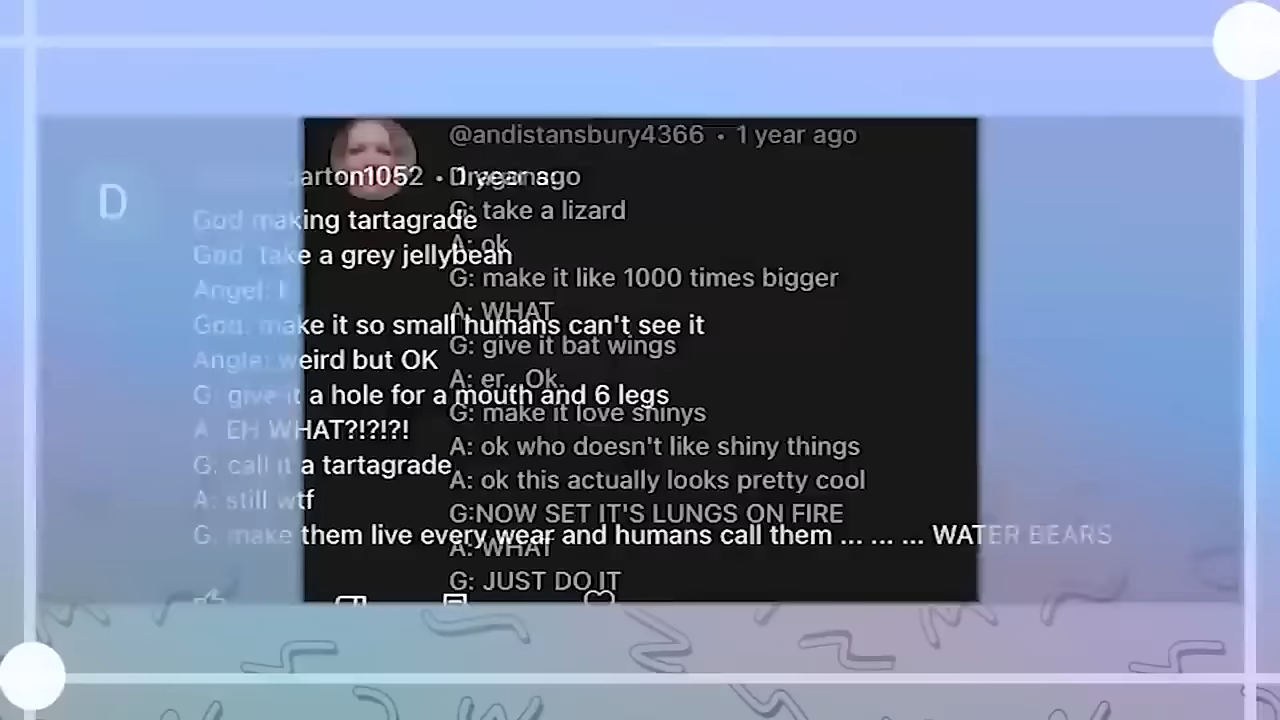 D
arton1052 • 1 year ago
God making tartagrade
God take a grey jellybean
Angel: I
God: make it so small humans can't see it
Angle: weird but OK
G: give it a hole for a mouth and 6 legs
A: EH WHAT?!?!?!
G: call it a tartagrade
A: still wtf
G: make them live every wear and humans call them ... ... ... WATER BEARS
@andistansbury4366 • 1 year ago
G: take a lizard
A: ok
G: make it like 1000 times bigger
A: WHAT
G: give it bat wings
A: er.. Ok.
G: make it love shinys
A: ok who doesn't like shiny things
A: ok this actually looks pretty cool
G:NOW SET IT'S LUNGS ON FIRE
A: WHAT
G: JUST DO IT